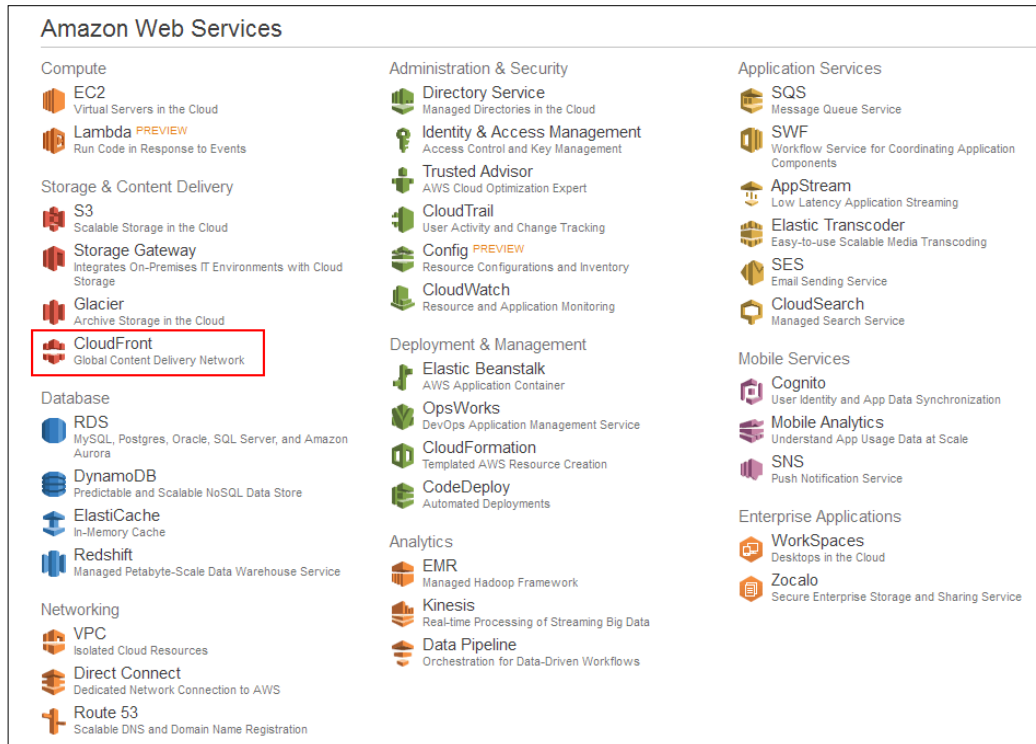 Amazon Web Services
Compute
EC2
Virtual Servers in the Cloud
Lambda PREVIEW
Run Code in Response to Events
Storage & Content Delivery
S3
Scalable Storage in the Cloud
Storage Gateway
Integrates On-Premises IT Environments with Cloud
Storage
Glacier
Archive Storage in the Cloud
CloudFront
Global Content Delivery Network
Database
RDS
MySQL, Postgres, Oracle, SQL Server, and Amazon
Aurora
DynamoDB
Predictable and Scalable NoSQL Data Store
ElastiCache
In-Memory Cache
Redshift
Managed Petabyte-Scale Data Warehouse Service
Networking
VPC
Isolated Cloud Resources
Direct Connect
Dedicated Network Connection to AWS
Route 53
Scalable DNS and Domain Name Registration
Administration & Security
Directory Service
Managed Directories in the Cloud
Identity & Access Management
Access Control and Key Management
Trusted Advisor
AWS Cloud Optimization Expert
CloudTrail
User Activity and Change Tracking
Config PREVIEW
Resource Configurations and Inventory
CloudWatch
Resource and Application Monitoring
Deployment & Management
Elastic Beanstalk
AWS Application Container
OpsWorks
DevOps Application Management Service
CloudFormation
Templated AWS Resource Creation
CodeDeploy
Automated Deployments
Analytics
EMR
Managed Hadoop Framework
Kinesis
Real-time Processing of Streaming Big Data
Data Pipeline
Orchestration for Data-Driven Workflows
Application Services
SQS
Message Queue Service
SWF
Workflow Service for Coordinating Application
Components
AppStream
Low Latency Application Streaming
Elastic Transcoder
Easy-to-use Scalable Media Transcoding
SES
Email Sending Service
CloudSearch
Managed Search Service
Mobile Services
Cognito
User Identity and App Data Synchronization
Mobile Analytics
Understand App Usage Data at Scale
SNS
Push Notification Service
Enterprise Applications
WorkSpaces
Desktops in the Cloud
Zocalo
Secure Enterprise Storage and Sharing Service